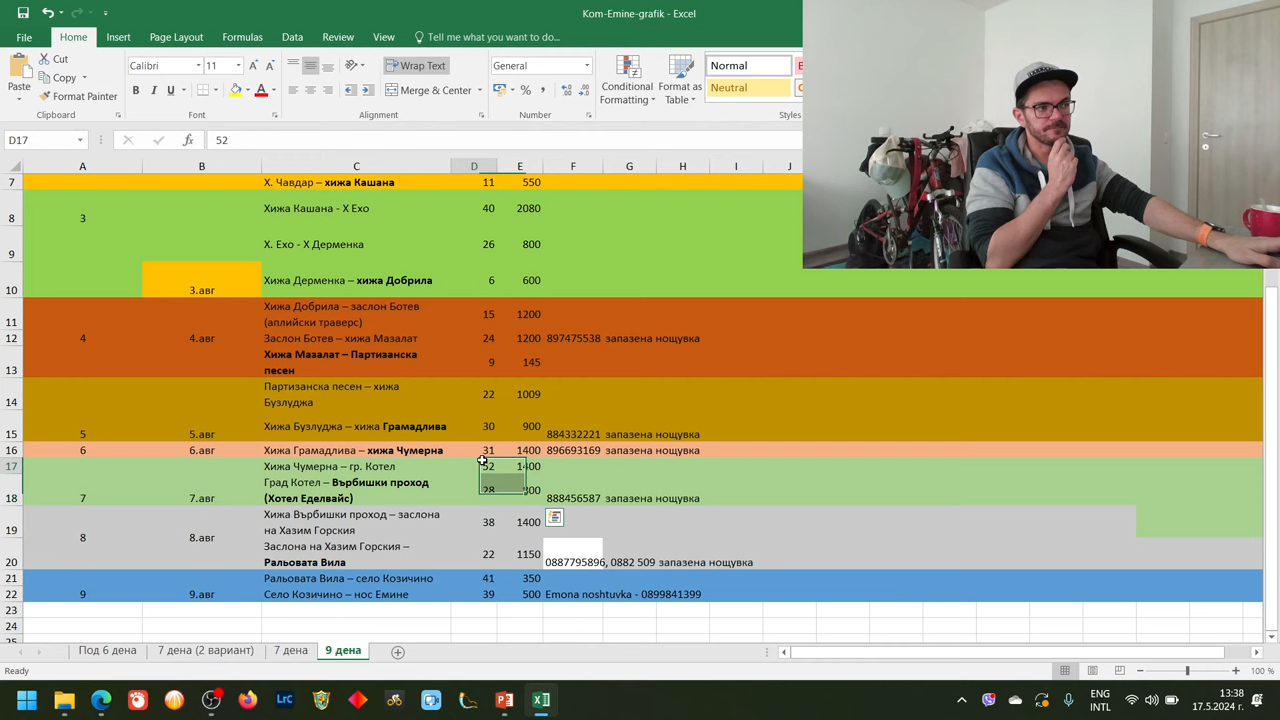 Kom-Emine-grafik - Excel
File Home Insert Page Layout Formulas Data Review View Tell me what you want to do...
Paste
Cut
Copy
Format Painter
Calibri 11
B I U
Wrap Text
Merge & Center
General
Conditional Formatting
Format as Table
Normal
Neutral
Clipboard Font Alignment Number Styles
D17 fx 52
A B C D E F G H I J
7 Х. Чавдар – хижа Кашана 11 550
8 3 Хижа Кашана - Х Ехо 40 2080
9 Х. Ехо - Х Дерменка 26 800
10 3.авг Хижа Дерменка – хижа Добрила 6 600
11 Хижа Добрила – заслон Ботев (алпийски траверс) 15 1200
12 4 4.авг Заслон Ботев – хижа Мазалат 24 1200 897475538 запазена нощувка
13 Хижа Мазалат – Партизанска песен 9 145
14 Партизанска песен – хижа Бузлуджа 22 1009
15 5 5.авг Хижа Бузлуджа – хижа Грамадлива 30 900 884332221 запазена нощувка
16 6 6.авг Хижа Грамадлива – хижа Чумерна 31 1400 896693169 запазена нощувка
17 Хижа Чумерна – гр. Котел 52 1400
18 7 7.авг Град Котел – Върбишки проход (Хотел Еделвайс) 28 800 888456587 запазена нощувка
19 8 8.авг Хижа Върбишки проход – заслона на Хазим Горския 38 1400
20 Заслона на Хазим Горския – Ральовата Вила 22 1150 0887795896, 0882 509 запазена нощувка
21 Ральовата Вила – село Козичино 41 350
22 9 9.авг Село Козичино – нос Емине 39 500 Emona noshtuvka - 0899841399
23
24
25
Под 6 дена 7 дена (2 вариант) 7 дена 9 дена
Ready 100 %
ENG INTL 13:38 17.5.2024 г.